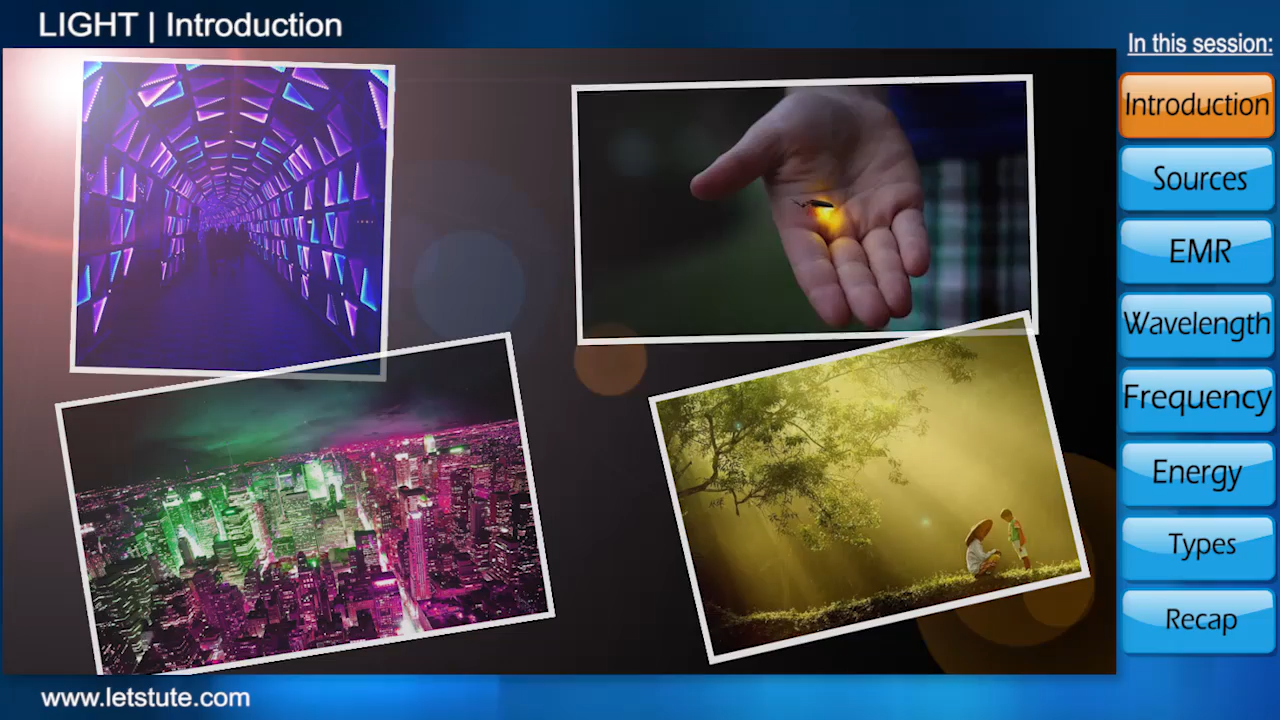 LIGHT | Introduction
In this session:
Introduction
Sources
EMR
Wavelength
Frequency
Energy
Types
Recap
www.letstute.com